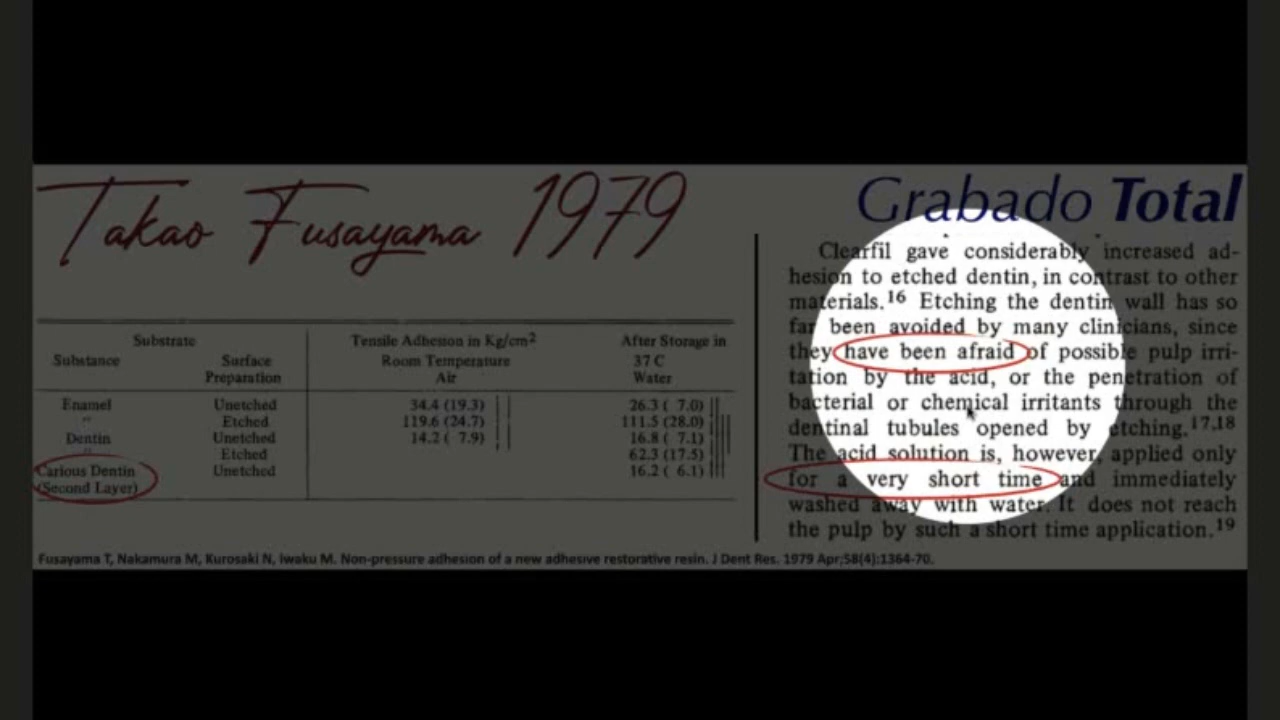 Takao Fusayama 1979
Grabado Total
Substrate
Tensile Adhesion in Kg/cm2
After Storage in
Substance
Surface Preparation
Room Temperature Air
37 C Water
Enamel Unetched 34.4 (19.3) 26.3 ( 7.0)
" Etched 119.6 (24.7) 111.5 (28.0)
Dentin Unetched 14.2 ( 7.9) 16.8 ( 7.1)
" Etched 62.3 (17.5)
Carious Dentin Unetched 16.2 ( 6.1)
(Second Layer)
Clearfil gave considerably increased ad-
hesion to etched dentin, in contrast to other
materials.16 Etching the dentin wall has so
far been avoided by many clinicians, since
they have been afraid of possible pulp irri-
tation by the acid, or the penetration of
bacterial or chemical irritants through the
dentinal tubules opened by etching.17,18
The acid solution is, however, applied only
for a very short time and immediately
washed away with water. It does not reach
the pulp by such a short time application.19
Fusayama T, Nakamura M, Kurosaki N, Iwaku M. Non-pressure adhesion of a new adhesive restorative resin. J Dent Res. 1979 Apr;58(4):1364-70.